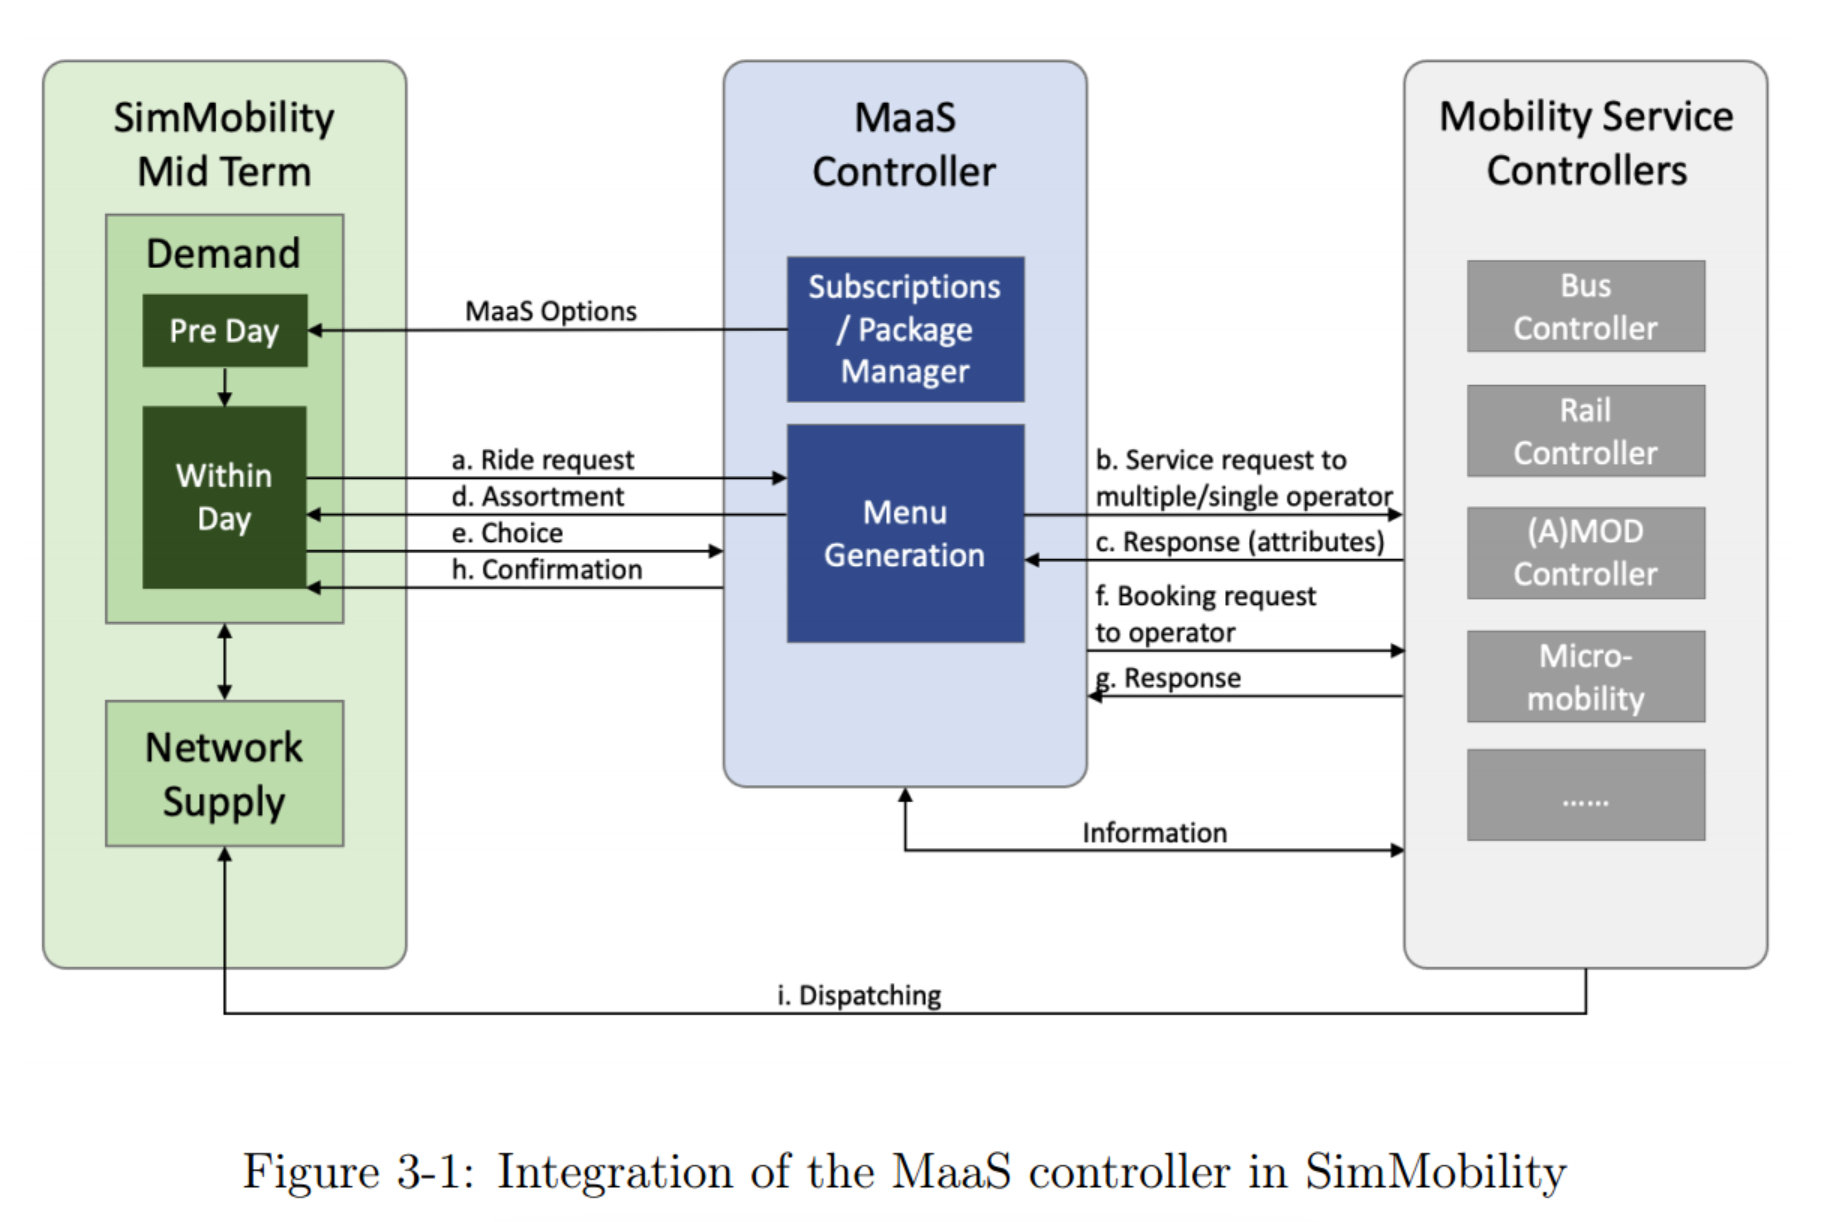 SimMobility
Mid Term
Demand
Pre Day
Within
Day
Network
Supply
MaaS Options
a. Ride request
d. Assortment
e. Choice
h. Confirmation
MaaS
Controller
Subscriptions
/ Package
Manager
Menu
Generation
b. Service request to
multiple/single operator
c. Response (attributes)
f. Booking request
to operator
g. Response
Information
Mobility Service
Controllers
Bus
Controller
Rail
Controller
(A)MOD
Controller
Micro-
mobility
......
i. Dispatching
Figure 3-1: Integration of the MaaS controller in SimMobility